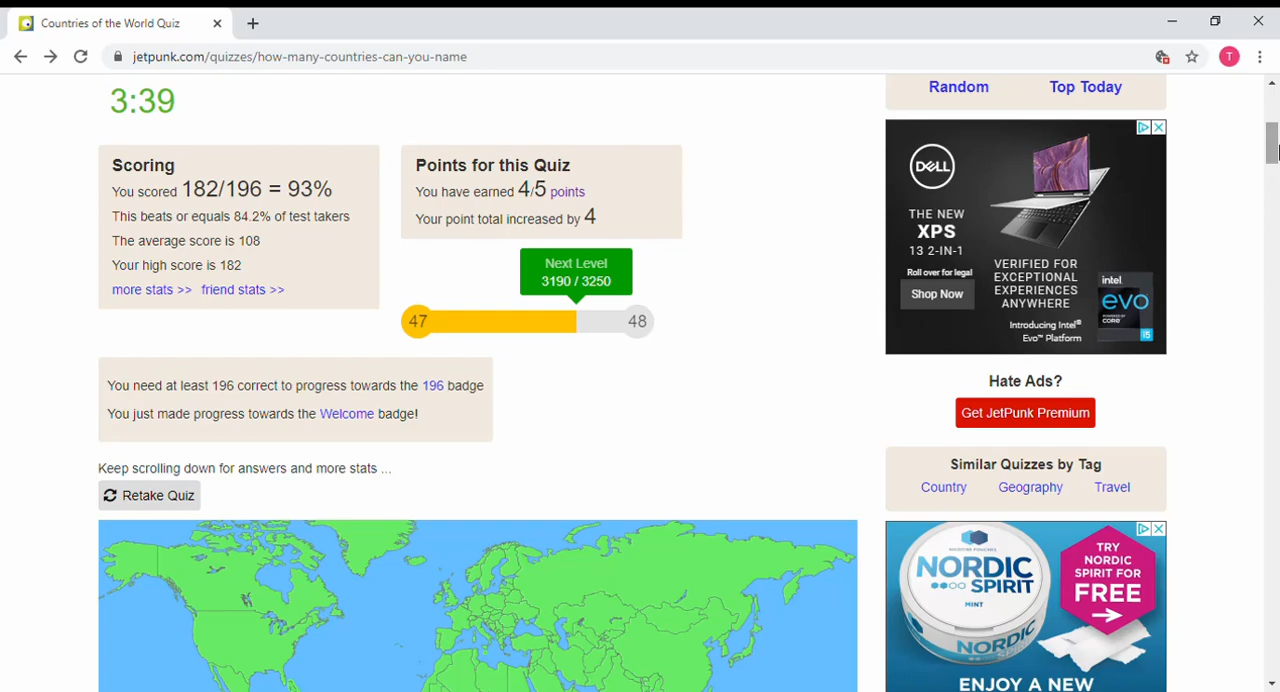 Countries of the World Quiz
jetpunk.com/quizzes/how-many-countries-can-you-name
T
3:39
Scoring
You scored 182/196 = 93%
This beats or equals 84.2% of test takers
The average score is 108
Your high score is 182
more stats >> friend stats >>
Points for this Quiz
You have earned 4/5 points
Your point total increased by 4
Next Level
3190 / 3250
47
48
You need at least 196 correct to progress towards the 196 badge
You just made progress towards the Welcome badge!
Keep scrolling down for answers and more stats ...
Retake Quiz
Random Top Today
DELL
THE NEW
XPS
13 2-IN-1
Roll over for legal
Shop Now
VERIFIED FOR
EXCEPTIONAL
EXPERIENCES
ANYWHERE
Introducing Intel®
Evo™ Platform
intel
evo
POWERED BY
CORE
i5
Hate Ads?
Get JetPunk Premium
Similar Quizzes by Tag
Country Geography Travel
NORDIC
SPIRIT
MINT
NORDIC
SPIRIT
TRY
NORDIC
SPIRIT FOR
FREE
ENJOY A NEW